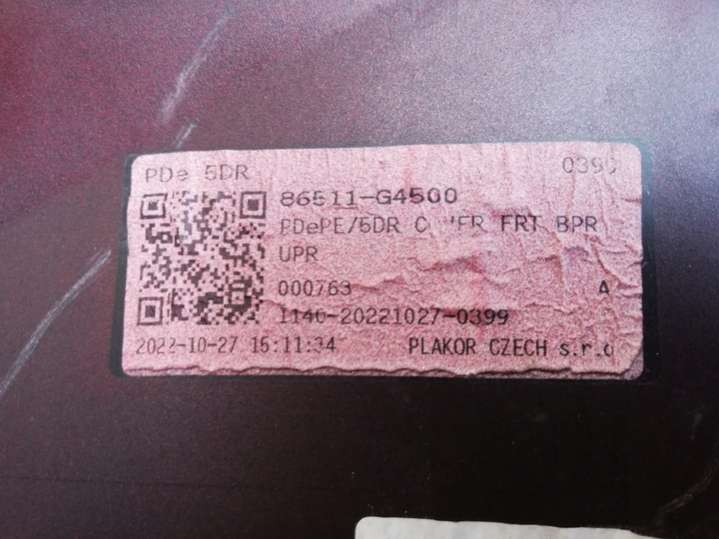 PDe 5DR 0399
86511-G4500
PDePE/5DR FRT BPR
UPR
000763 A
1140-20221027-0399
2022-10-27 15:11:34 PLAKOR CZECH s.r.o